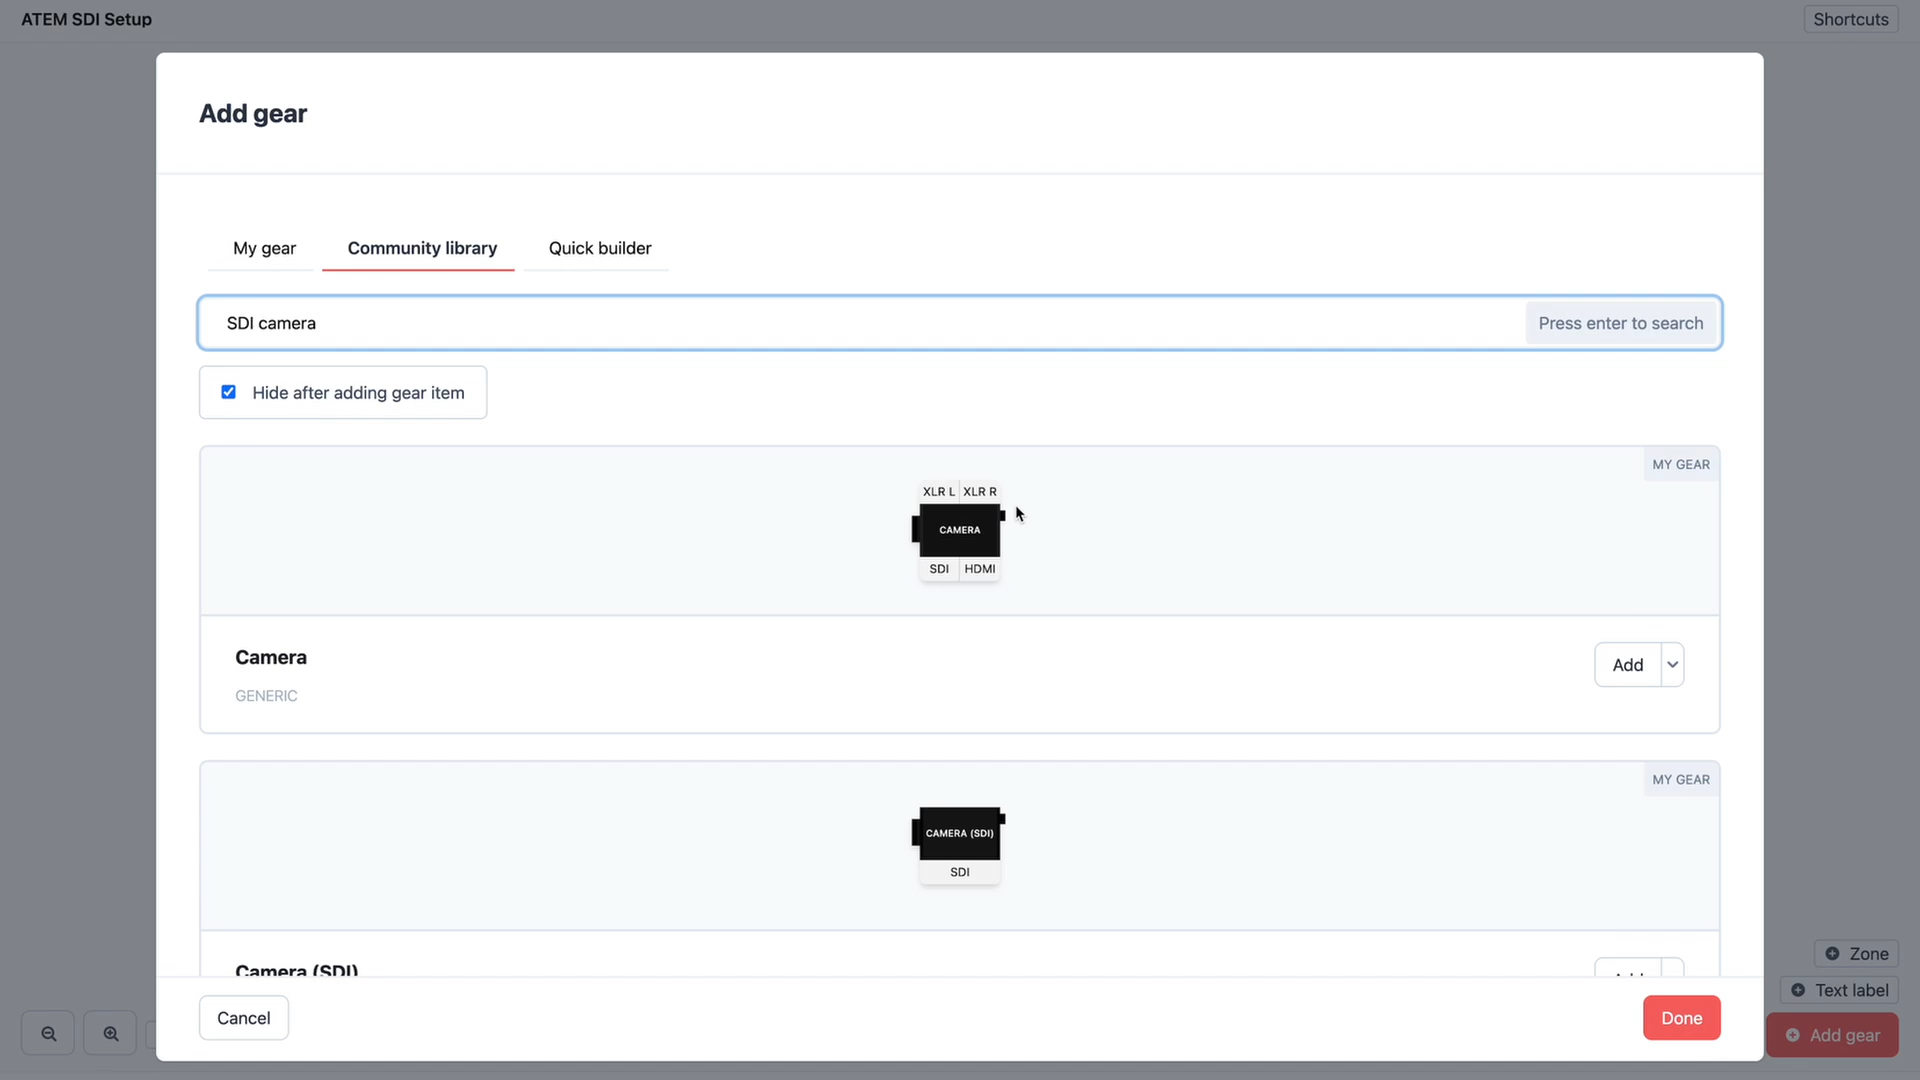 ATEM SDI Setup
Shortcuts
Add gear
My gear
Community library
Quick builder
SDI camera
Press enter to search
Hide after adding gear item
MY GEAR
XLR L
XLR R
CAMERA
SDI
HDMI
Camera
Add
GENERIC
MY GEAR
CAMERA (SDI)
SDI
Camera (SDI)
Add
Zone
Text label
Cancel
Done
Add gear